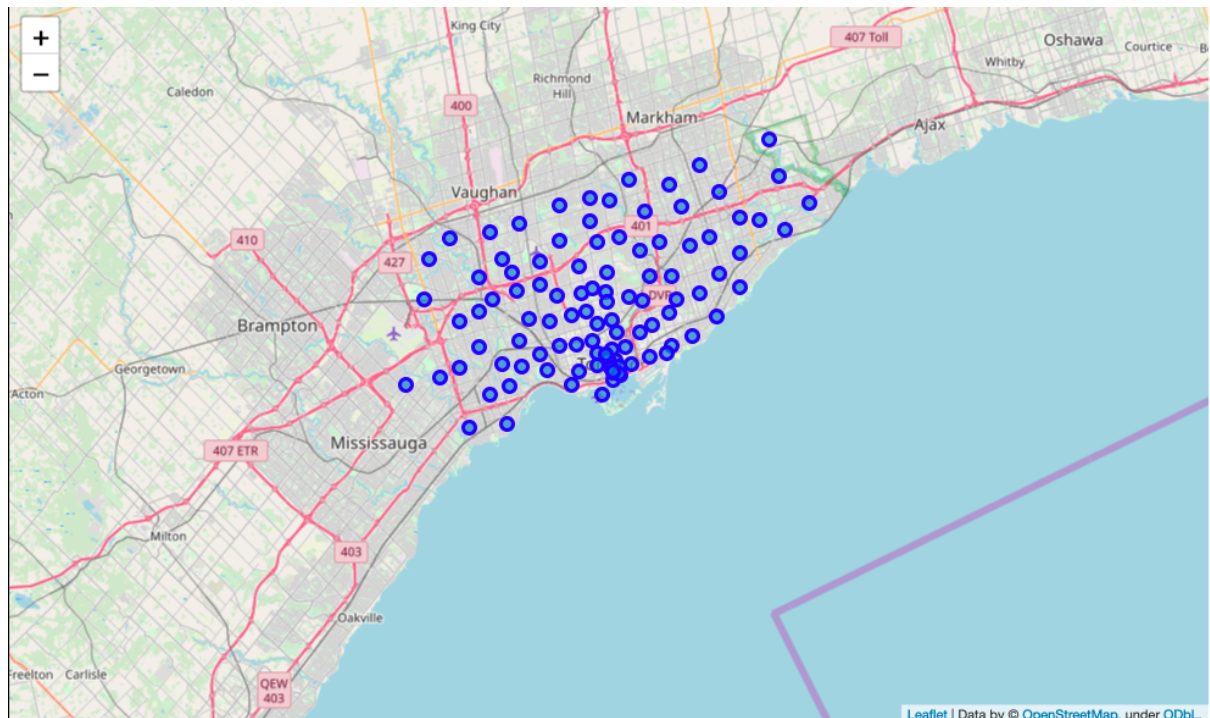 +
−
King City
407 Toll
Oshawa
Courtice
Whitby
Richmond
Hill
Caledon
400
Markham
Ajax
Vaughan
401
410
427
DVP
Brampton
Georgetown
Acton
Mississauga
407 ETR
Milton
403
Oakville
Freelton
Carlisle
QEW
403
Leaflet | Data by © OpenStreetMap, under ODbL.